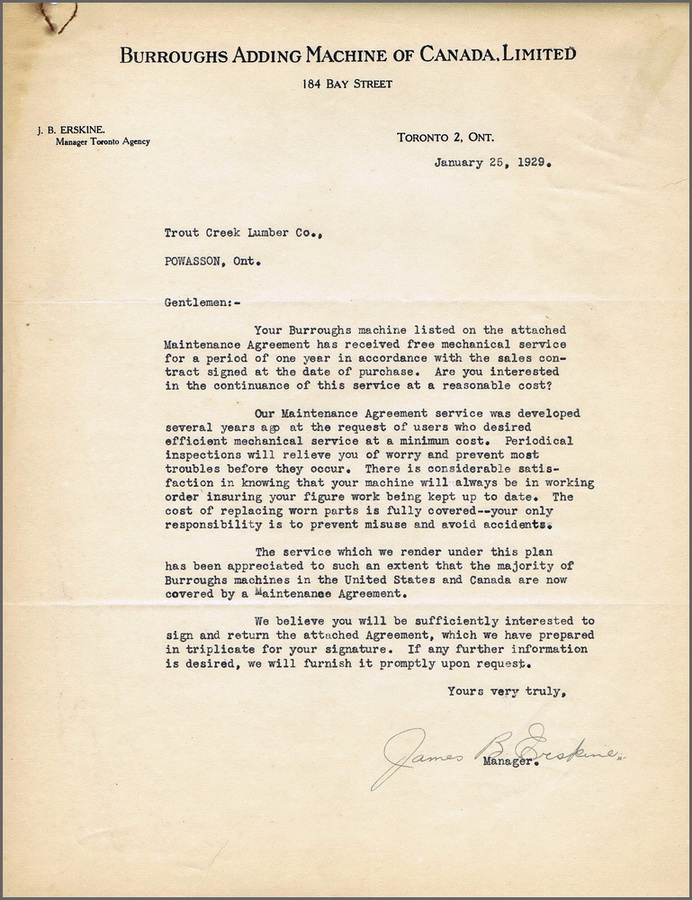 BURROUGHS ADDING MACHINE OF CANADA, LIMITED
184 BAY STREET
J. B. ERSKINE.
Manager Toronto Agency
TORONTO 2, ONT.
January 25, 1929.
Trout Creek Lumber Co.,
POWASSON, Ont.
Gentlemen:-
Your Burroughs machine listed on the attached
Maintenance Agreement has received free mechanical service
for a period of one year in accordance with the sales con-
tract signed at the date of purchase. Are you interested
in the continuance of this service at a reasonable cost?
Our Maintenance Agreement service was developed
several years ago at the request of users who desired
efficient mechanical service at a minimum cost. Periodical
inspections will relieve you of worry and prevent most
troubles before they occur. There is considerable satis-
faction in knowing that your machine will always be in working
order insuring your figure work being kept up to date. The
cost of replacing worn parts is fully covered--your only
responsibility is to prevent misuse and avoid accidents.
The service which we render under this plan
has been appreciated to such an extent that the majority of
Burroughs machines in the United States and Canada are now
covered by a Maintenance Agreement.
We believe you will be sufficiently interested to
sign and return the attached Agreement, which we have prepared
in triplicate for your signature. If any further information
is desired, we will furnish it promptly upon request.
Yours very truly,
James B. Erskine
Manager.